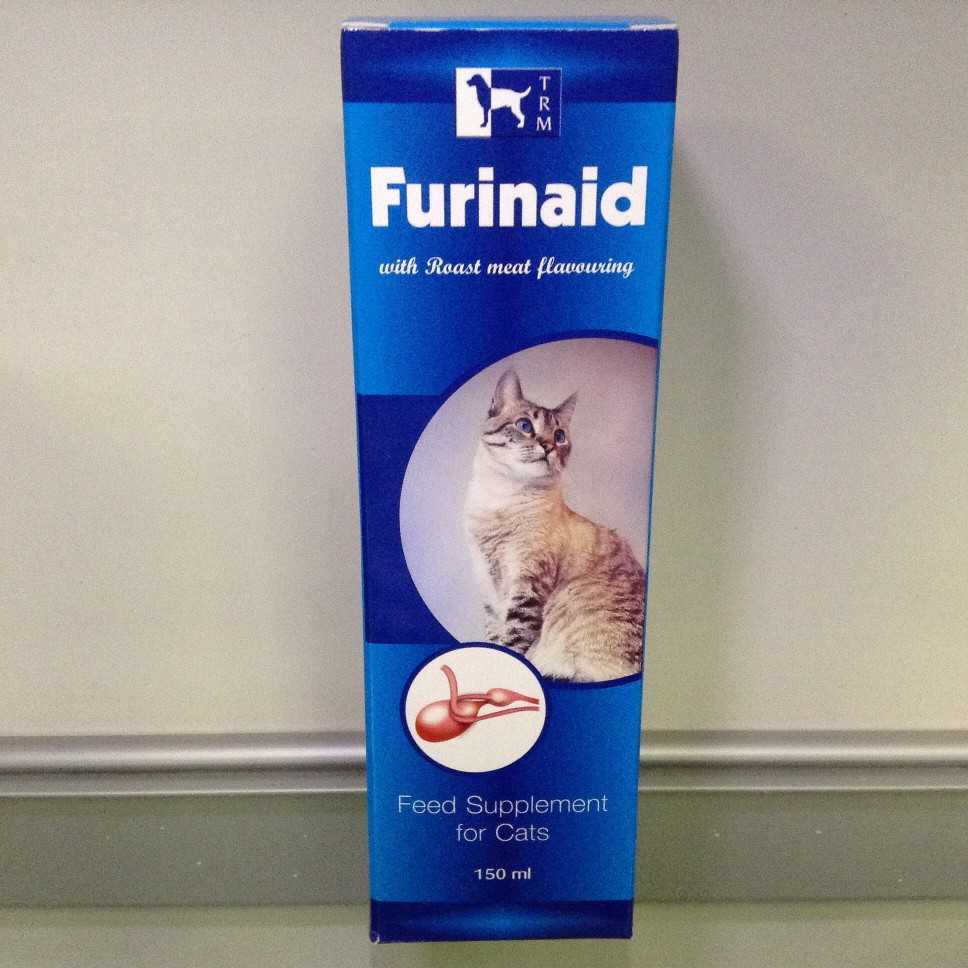 TRM
Furinaid
with Roast meat flavouring
Feed Supplement
for Cats
150 ml